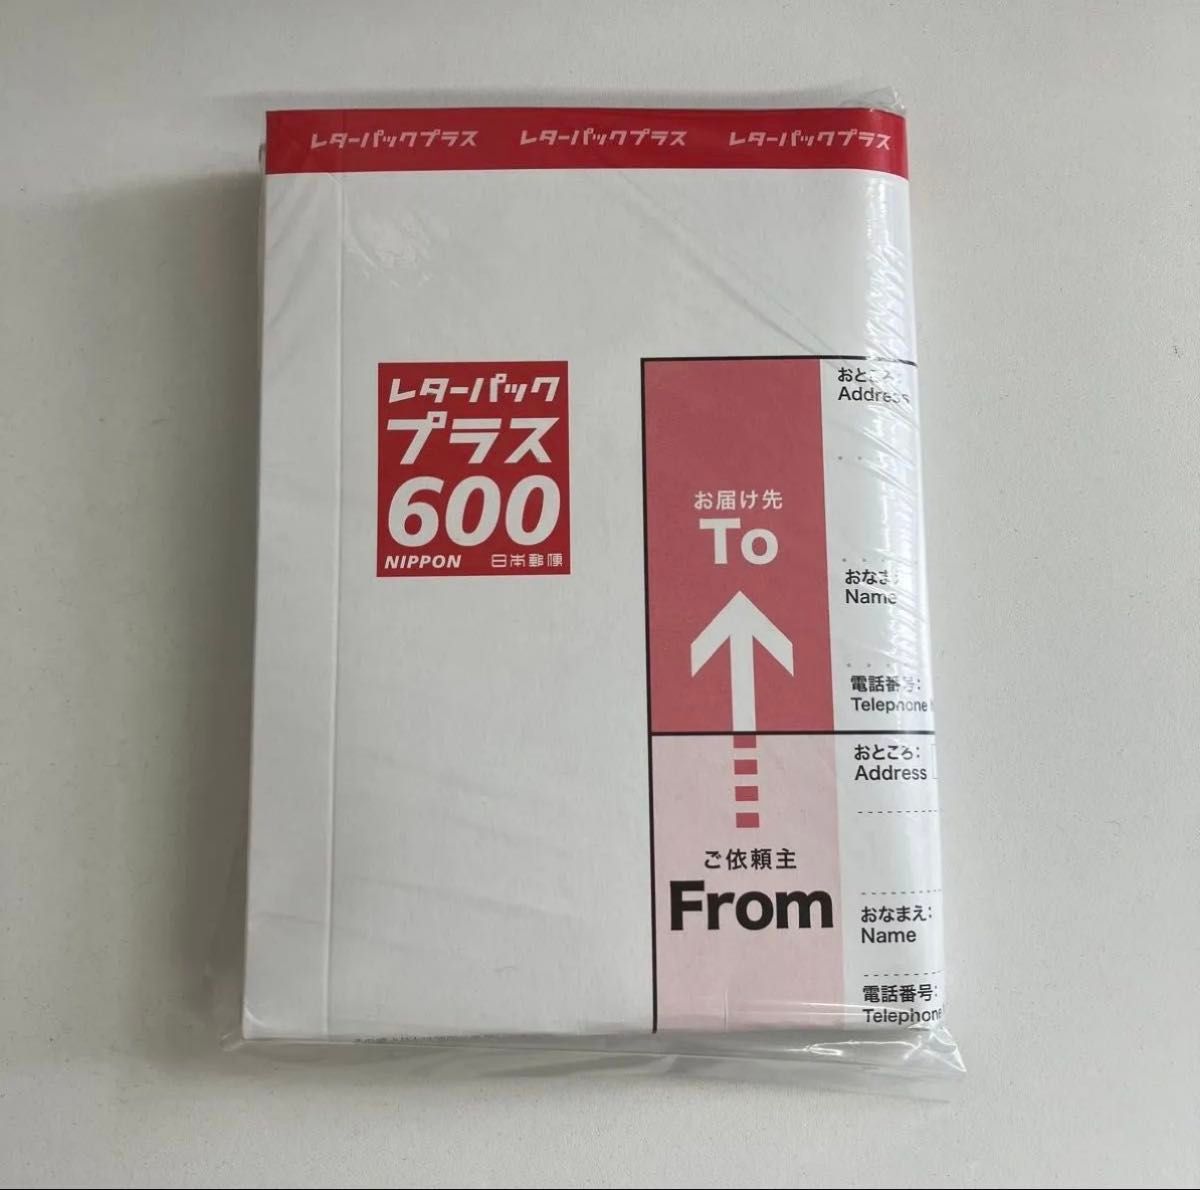 レターパックプラス レターパックプラス レターパックプラス
レターパック
プラス
600
NIPPON 日本郵便
おところ:
Address
お届け先
To
おなまえ
Name
電話番号:
Telephone
おところ:
Address
ご依頼主
From
おなまえ:
Name
電話番号:
Telephone